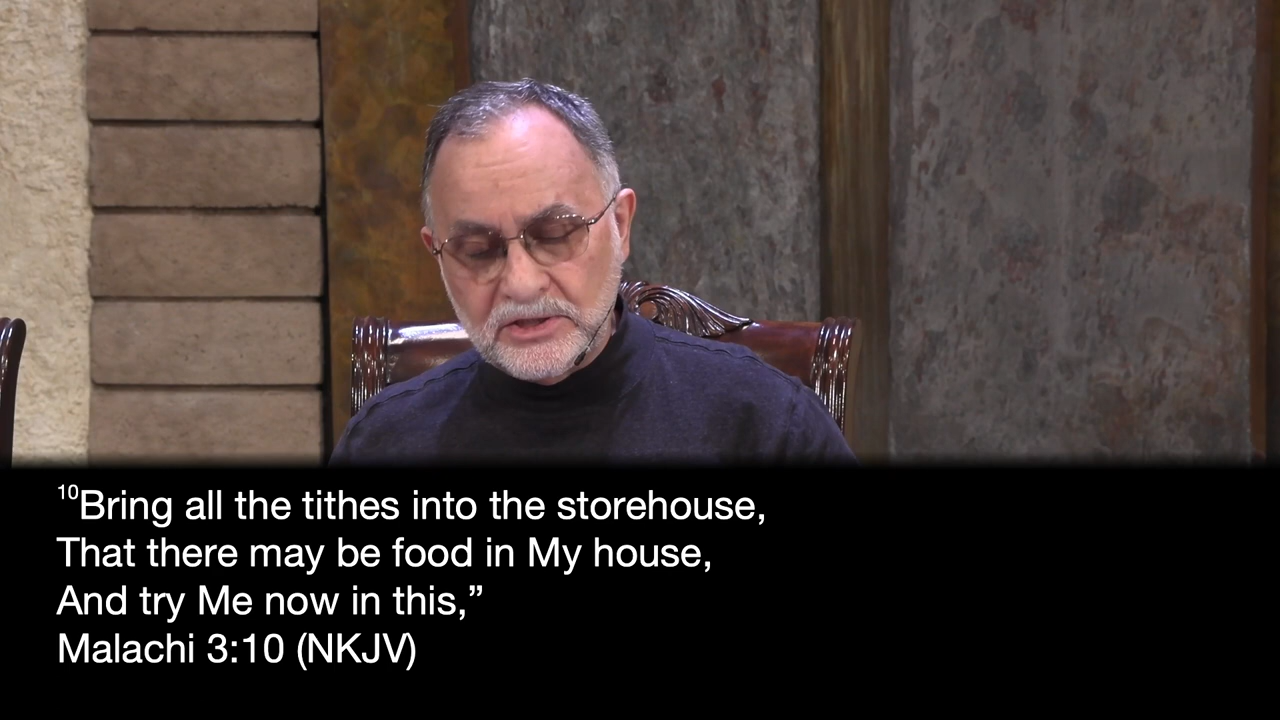 ¹⁰Bring all the tithes into the storehouse,
That there may be food in My house,
And try Me now in this,”
Malachi 3:10 (NKJV)